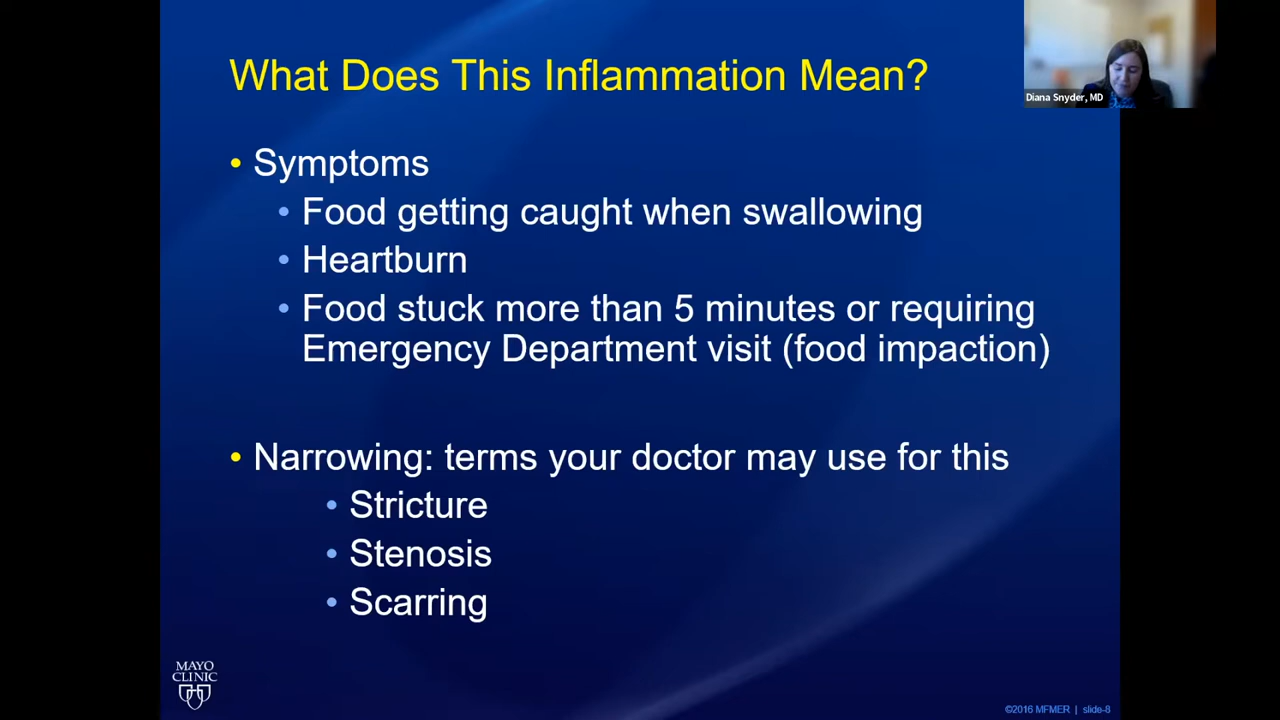 What Does This Inflammation Mean?
Diana Snyder, MD
• Symptoms
• Food getting caught when swallowing
• Heartburn
• Food stuck more than 5 minutes or requiring
Emergency Department visit (food impaction)
• Narrowing: terms your doctor may use for this
• Stricture
• Stenosis
• Scarring
MAYO
CLINIC
©2016 MFMER | slide-8